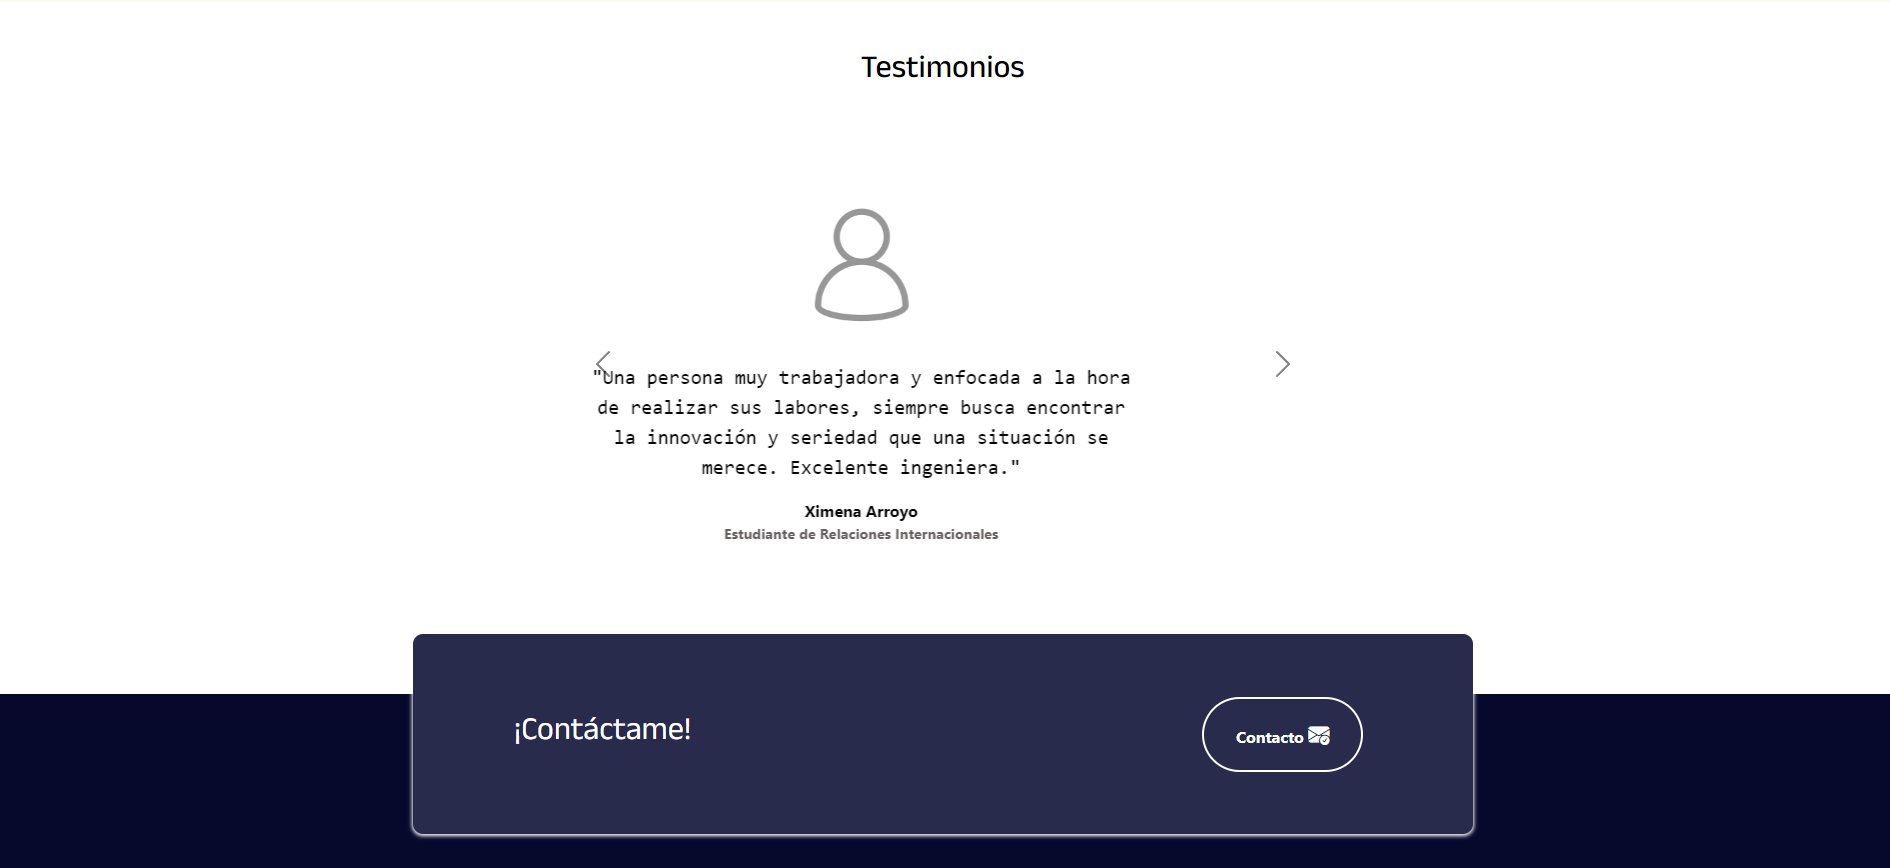 Testimonios
"Una persona muy trabajadora y enfocada a la hora
de realizar sus labores, siempre busca encontrar
la innovación y seriedad que una situación se
merece. Excelente ingeniera."
Ximena Arroyo
Estudiante de Relaciones Internacionales
¡Contáctame!
Contacto